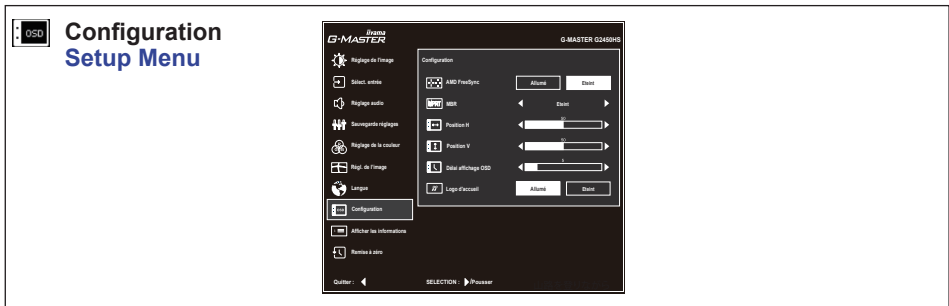 OSD
Configuration
Setup Menu
iiyama
G-MASTER
G-MASTER G2450HS
Réglage de l'image
Sélect. entrée
Réglage audio
Sauvegarde réglages
Réglage de la couleur
Régl. de l'image
Langue
Configuration
Afficher les informations
Remise à zéro
Configuration
AMD FreeSync
Allumé
Eteint
MBR
Eteint
Position H
50
Position V
50
Délai affichage OSD
5
Logo d'accueil
Allumé
Eteint
Quitter :
SELECTION : /Pousser